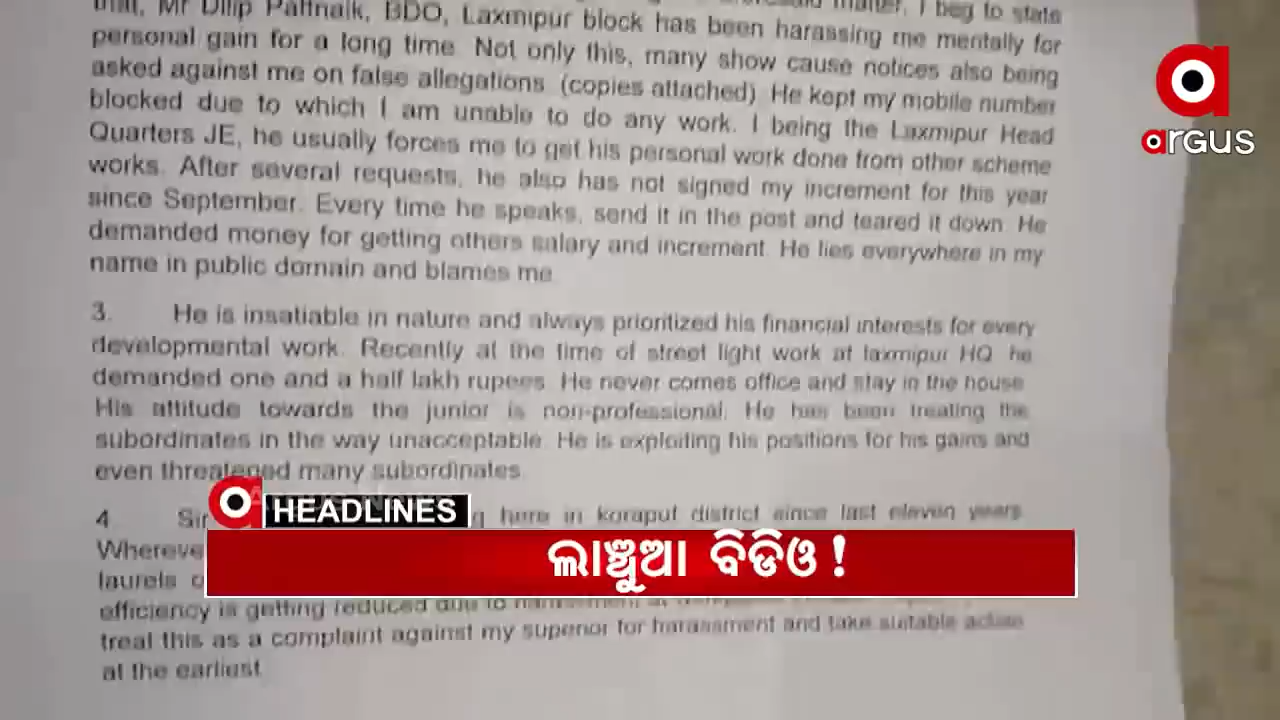 that, Mr Dilip Pattnaik, BDO, Laxmipur block has been harassing me mentally for
matter, I beg to state
personal gain for a long time. Not only this, many show cause notices also being
asked against me on false allegations. (copies attached). He kept my mobile number
blocked due to which I am unable to do any work. I being the Laxmipur Head
Quarters JE, he usually forces me to get his personal work done from other scheme
works. After several requests, he also has not signed my increment for this year
since September. Every time he speaks, send it in the post and teared it down. He
demanded money for getting others salary and increment. He lies everywhere in my
name in public domain and blames me.
3. He is insatiable in nature and always prioritized his financial interests for every
developmental work. Recently at the time of street light work at laxmipur HQ, he
demanded one and a half lakh rupees. He never comes office and stay in the house.
His attitude towards the junior is non-professional. He has been treating the
subordinates in the way unacceptable. He is exploiting his positions for his gains and
even threatened many subordinates.
4. Sir here in koraput district since last eleven years.
laurels
efficiency is getting reduced due to
treal this as a complaint against my superior for harassment and take suitable action
at the earliest.
argus
HEADLINES
ଲାଞ୍ଚୁଆ ବିଡିଓ !